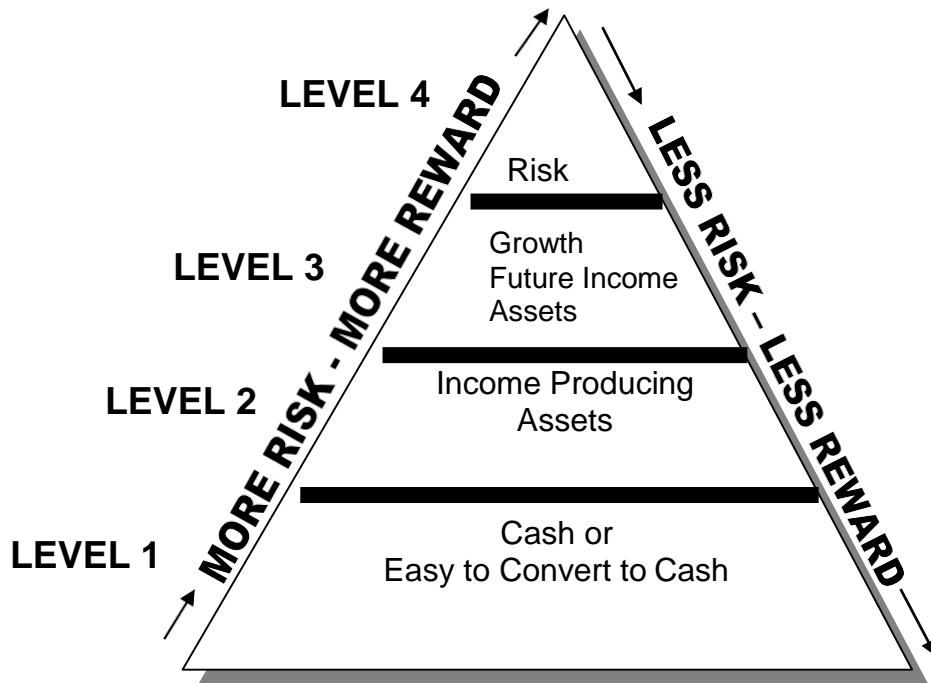 LEVEL 4
Risk
LEVEL 3
Growth
Future Income
Assets
LEVEL 2
Income Producing
Assets
LEVEL 1
Cash or
Easy to Convert to Cash
MORE RISK - MORE REWARD
LESS RISK – LESS REWARD